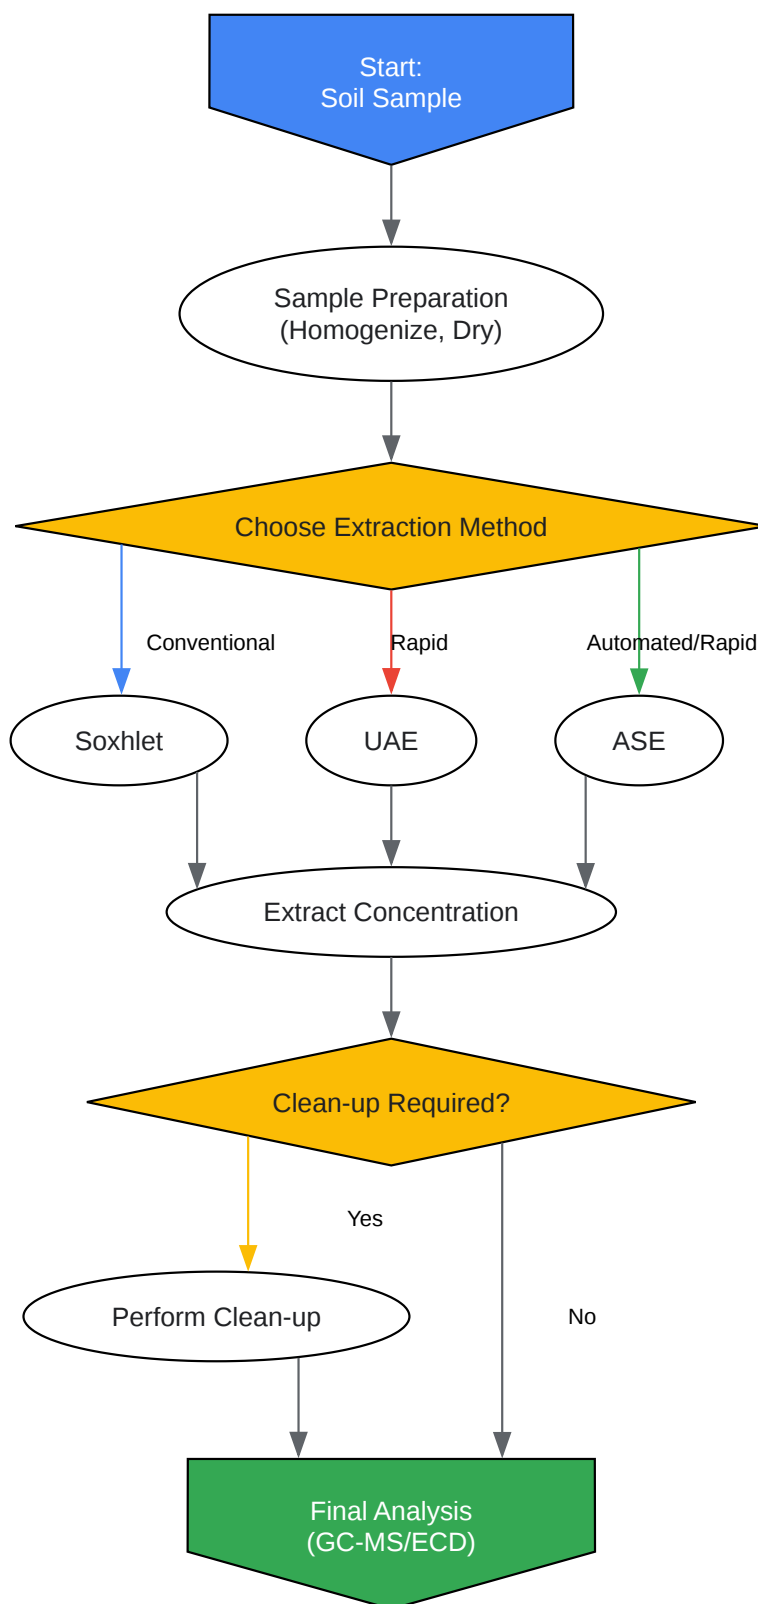 Start:
Soil Sample
Sample Preparation
(Homogenize, Dry)
Choose Extraction Method
Conventional
Rapid
Automated/Rapid
Soxhlet
UAE
ASE
Extract Concentration
Clean-up Required?
Yes
Perform Clean-up
No
Final Analysis
(GC-MS/ECD)